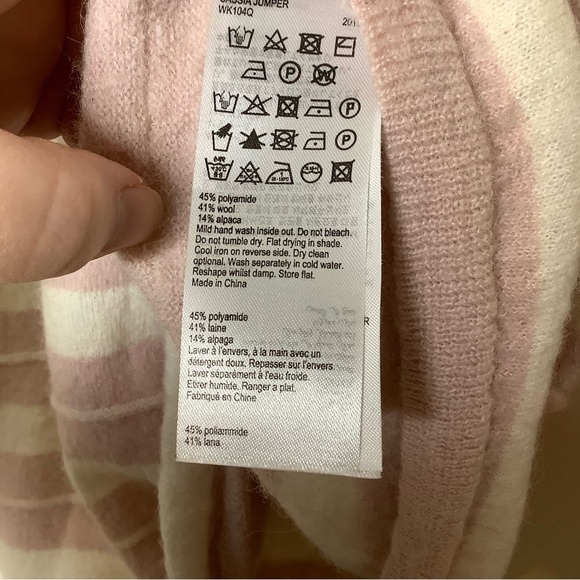 CASSIA JUMPER
WK104Q
201
45% polyamide
41% wool
14% alpaca
Mild hand wash inside out. Do not bleach.
Do not tumble dry. Flat drying in shade.
Cool iron on reverse side. Dry clean
optional. Wash separately in cold water.
Reshape whilst damp. Store flat.
Made in China
45% polyamide
41% laine
14% alpaga
Laver à l'envers, à la main avec un
détergent doux. Repasser sur l'envers.
Laver séparément à l'eau froide.
Etirer humide. Ranger a plat.
Fabriqué en Chine
45% poliammide
41% lana
R